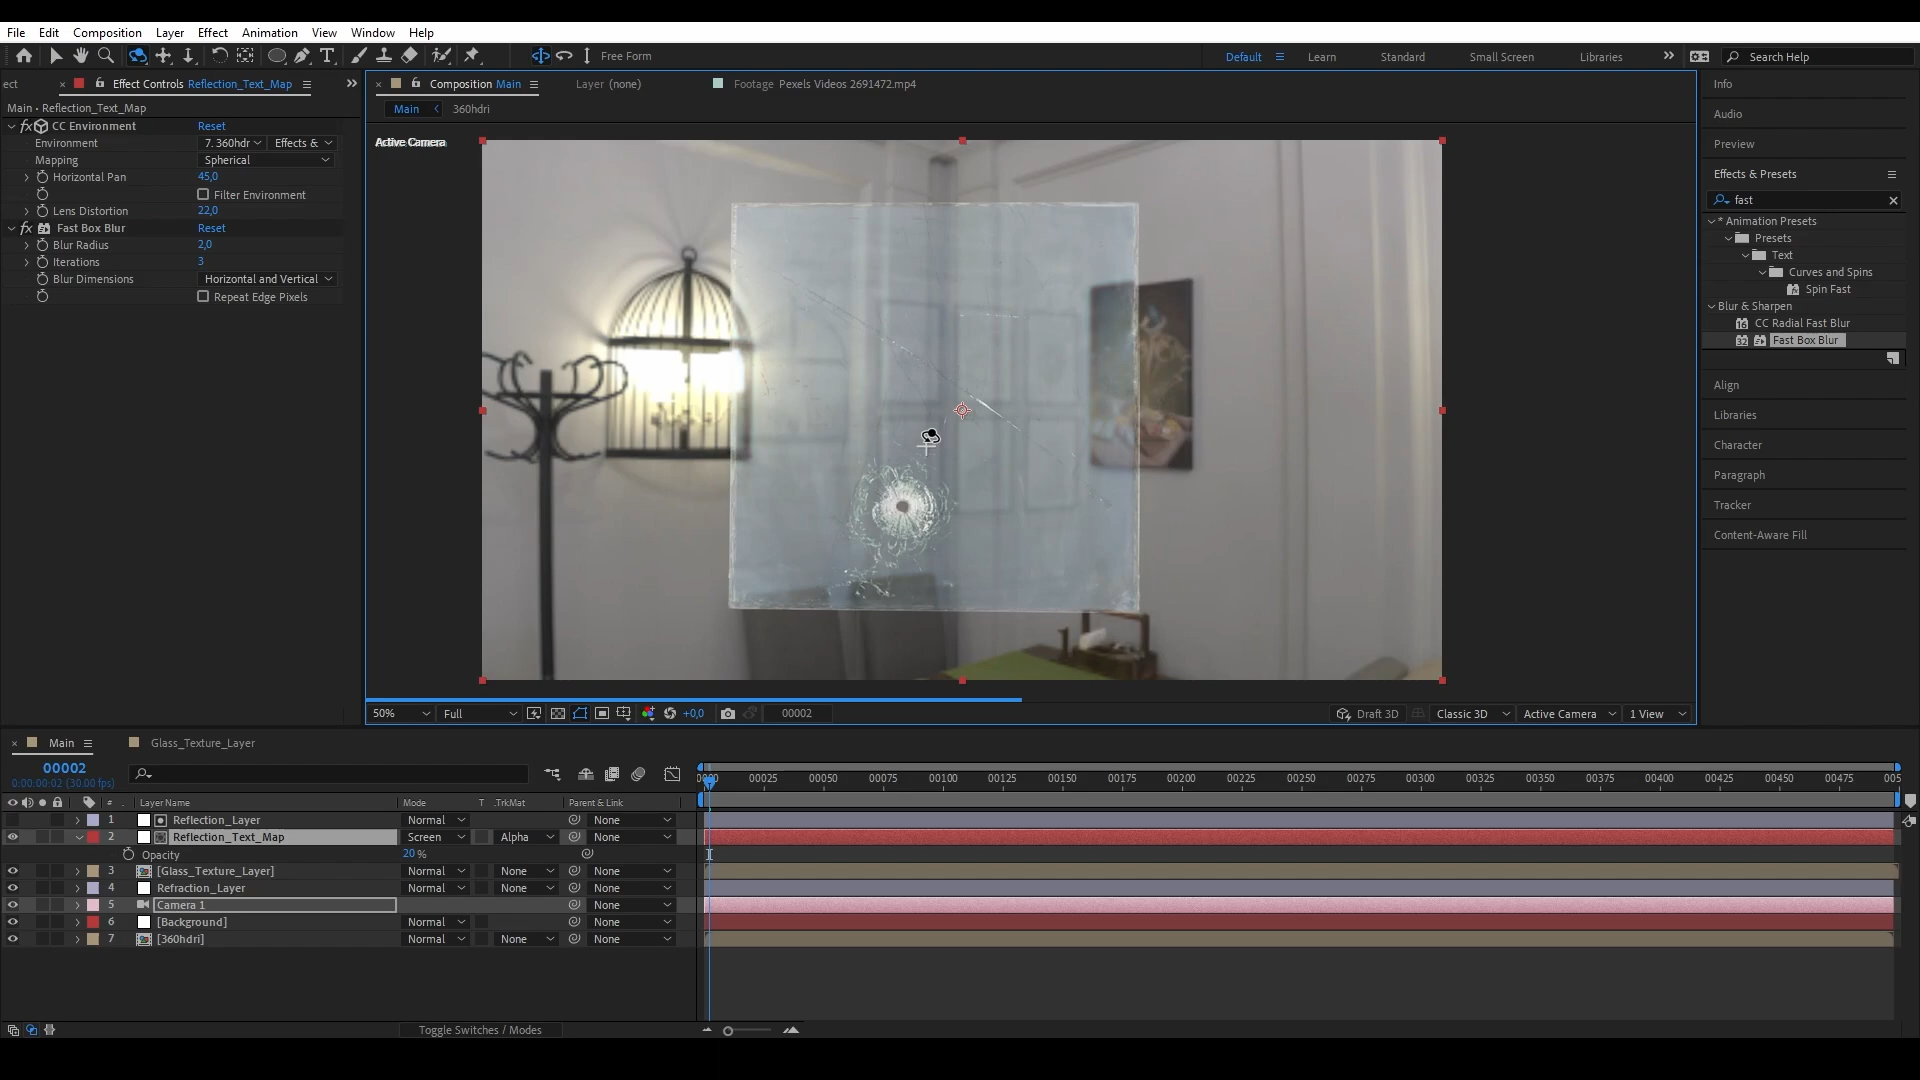 File Edit Composition Layer Effect Animation View Window Help
Free Form Default Learn Standard Small Screen Libraries Search Help
ect Effect Controls Reflection_Text_Map
Main • Reflection_Text_Map
fx CC Environment Reset
Environment 7. 360hdr Effects &
Mapping Spherical
Horizontal Pan 45,0
Filter Environment
Lens Distortion 22,0
fx Fast Box Blur Reset
Blur Radius 2,0
Iterations 3
Blur Dimensions Horizontal and Vertical
Repeat Edge Pixels
Composition Main Layer (none) Footage Pexels Videos 2691472.mp4
Main 360hdri
Active Camera
50% Full +0,0 00002 Draft 3D Classic 3D Active Camera 1 View
Info
Audio
Preview
Effects & Presets
fast
* Animation Presets
Presets
Text
Curves and Spins
Spin Fast
Blur & Sharpen
16 CC Radial Fast Blur
32 Fast Box Blur
Align
Libraries
Character
Paragraph
Tracker
Content-Aware Fill
Main Glass_Texture_Layer
00002
0:00:00:02 (30.00 fps)
00025 00050 00075 00100 00125 00150 00175 00200 00225 00250 00275 00300 00325 00350 00375 00400 00425 00450 00475 005
# Layer Name Mode T .TrkMat Parent & Link
1 Reflection_Layer Normal None
2 Reflection_Text_Map Screen Alpha None
Opacity 20 %
3 [Glass_Texture_Layer] Normal None None
4 Refraction_Layer Normal None None
5 Camera 1 None
6 [Background] Normal None
7 [360hdri] Normal None None
Toggle Switches / Modes